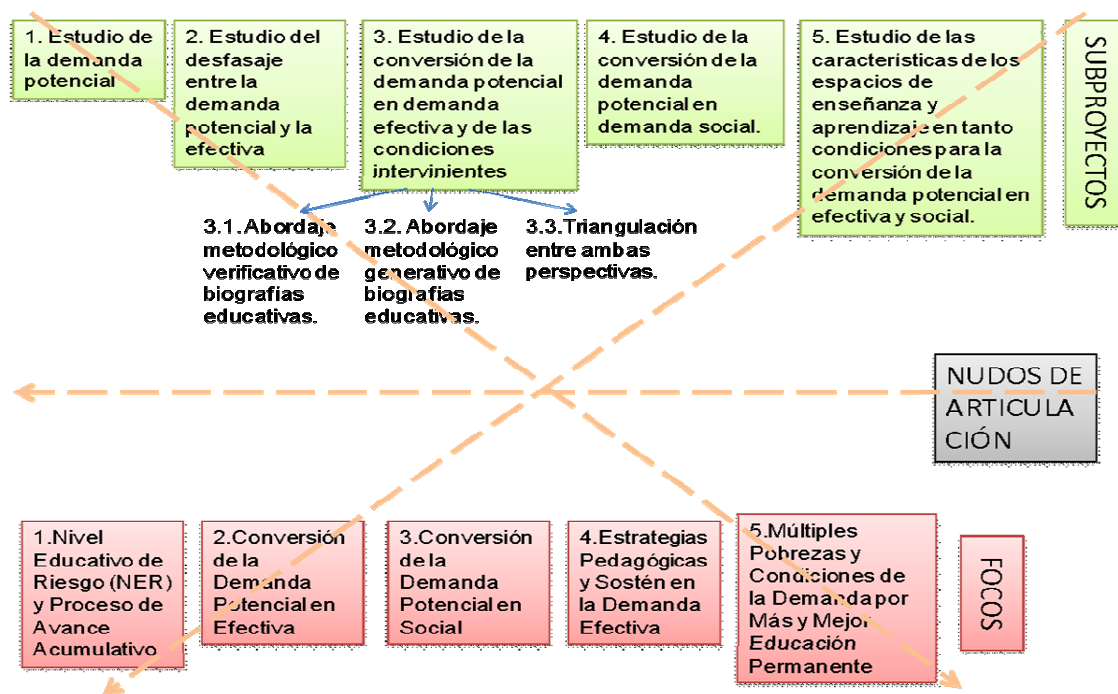 1. Estudio de
la demanda
potencial
2. Estudio del
desfasaje
entre la
demanda
potencial y la
efectiva
3. Estudio de la
conversión de la
demanda potencial
en demanda
efectiva y de las
condiciones
intervinientes
4. Estudio de la
conversión de la
demanda
potencial en
demanda social.
5. Estudio de las
características de los
espacios de
enseñanza y
aprendizaje en tanto
condiciones para la
conversión de la
demanda potencial en
efectiva y social.
SUBPROYECTOS
3.1. Abordaje
metodológico
verificativo de
biografías
educativas.
3.2. Abordaje
metodológico
generativo de
biografías
educativas.
3.3.Triangulación
entre ambas
perspectivas.
NUDOS DE
ARTICULA
CIÓN
1.Nivel
Educativo de
Riesgo (NER)
y Proceso de
Avance
Acumulativo
2.Conversión
de la
Demanda
Potencial en
Efectiva
3.Conversión
de la
Demanda
Potencial en
Social
4.Estrategias
Pedagógicas
y Sostén en
la Demanda
Efectiva
5.Múltiples
Pobrezas y
Condiciones de
la Demanda por
Más y Mejor
Educación
Permanente
FOCOS